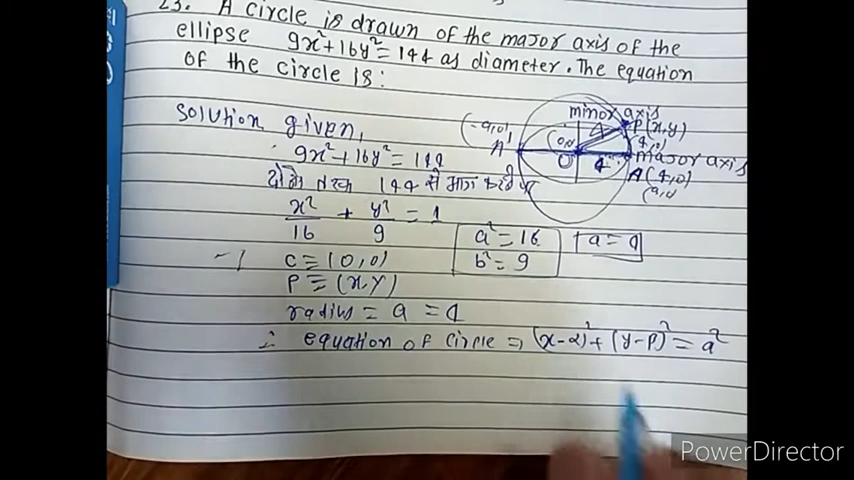 23. A circle is drawn of the major axis of the
ellipse 9x²+16y²=144 as diameter. The equation
of the circle is:
solution given,
9x²+16y²=144
दोनो तरफ 144 से भाग
x²/16 + y²/9 = 1
a²=16
b²=9
a=4
C≡(0,0)
P≡(x,y)
radius = a = 4
∴ equation of circle ⇒ (x-α)²+(y-β)²=a²
minor axis
P(x,y)
(-a,0)
A'
(0,0)
O
4
4
major axis
A(4,0)
(a,0)
PowerDirector